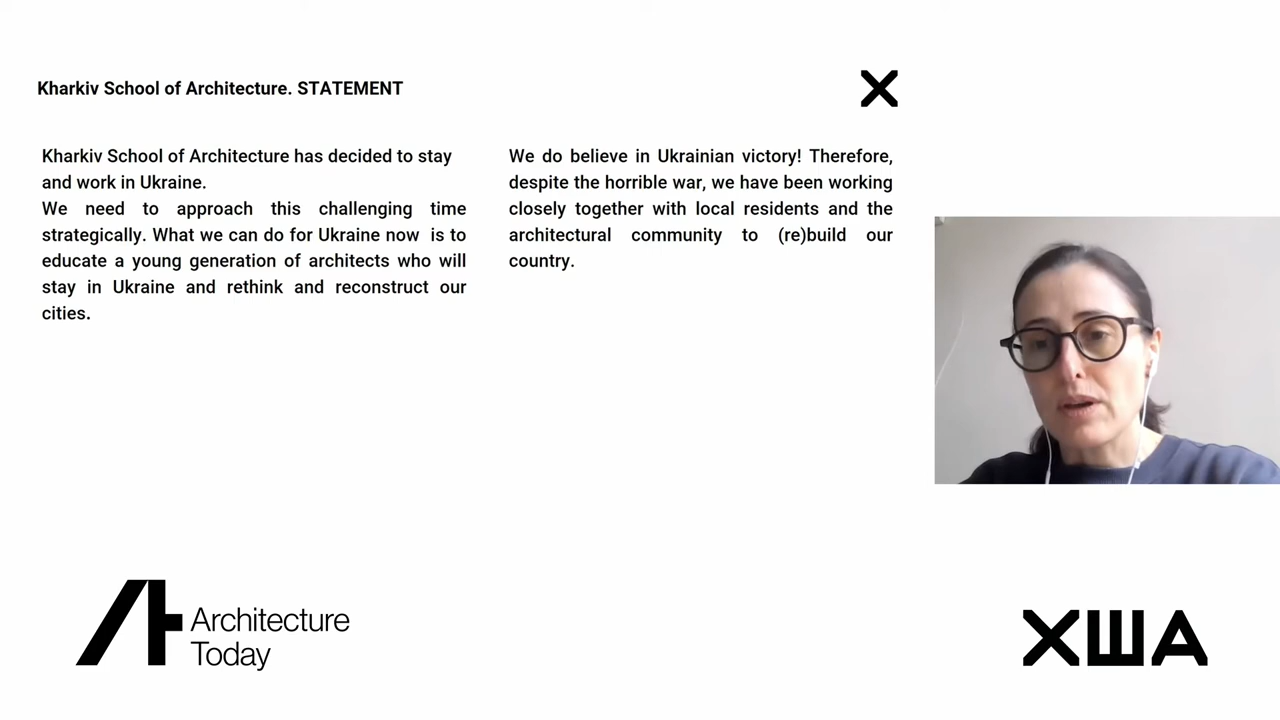 Kharkiv School of Architecture. STATEMENT
X
Kharkiv School of Architecture has decided to stay
and work in Ukraine.
We need to approach this challenging time
strategically. What we can do for Ukraine now is to
educate a young generation of architects who will
stay in Ukraine and rethink and reconstruct our
cities.
We do believe in Ukrainian victory! Therefore,
despite the horrible war, we have been working
closely together with local residents and the
architectural community to (re)build our
country.
Architecture
Today
ХША